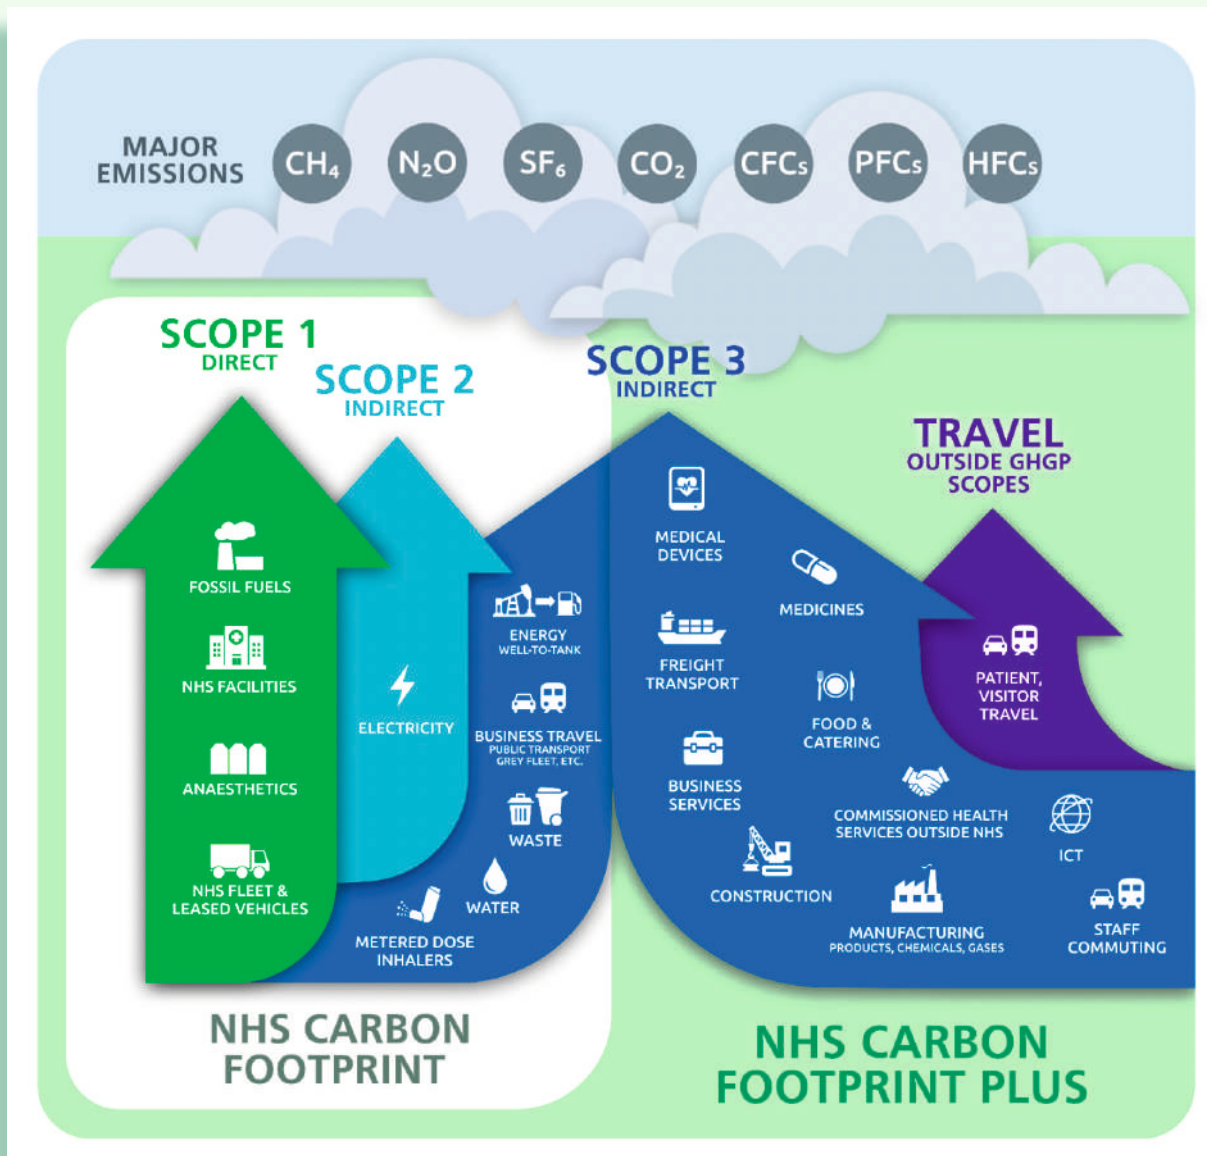 MAJOR
EMISSIONS
CH₄
N₂O
SF₆
CO₂
CFCs
PFCs
HFCs
SCOPE 1
DIRECT
FOSSIL FUELS
NHS FACILITIES
ANAESTHETICS
NHS FLEET &
LEASED VEHICLES
SCOPE 2
INDIRECT
ELECTRICITY
SCOPE 3
INDIRECT
ENERGY
WELL-TO-TANK
BUSINESS TRAVEL
PUBLIC TRANSPORT
GREY FLEET, ETC.
WASTE
WATER
METERED DOSE
INHALERS
MEDICAL
DEVICES
MEDICINES
FREIGHT
TRANSPORT
FOOD &
CATERING
BUSINESS
SERVICES
COMMISSIONED HEALTH
SERVICES OUTSIDE NHS
ICT
CONSTRUCTION
MANUFACTURING
PRODUCTS, CHEMICALS, GASES
STAFF
COMMUTING
TRAVEL
OUTSIDE GHGP
SCOPES
PATIENT,
VISITOR
TRAVEL
NHS CARBON
FOOTPRINT
NHS CARBON
FOOTPRINT PLUS